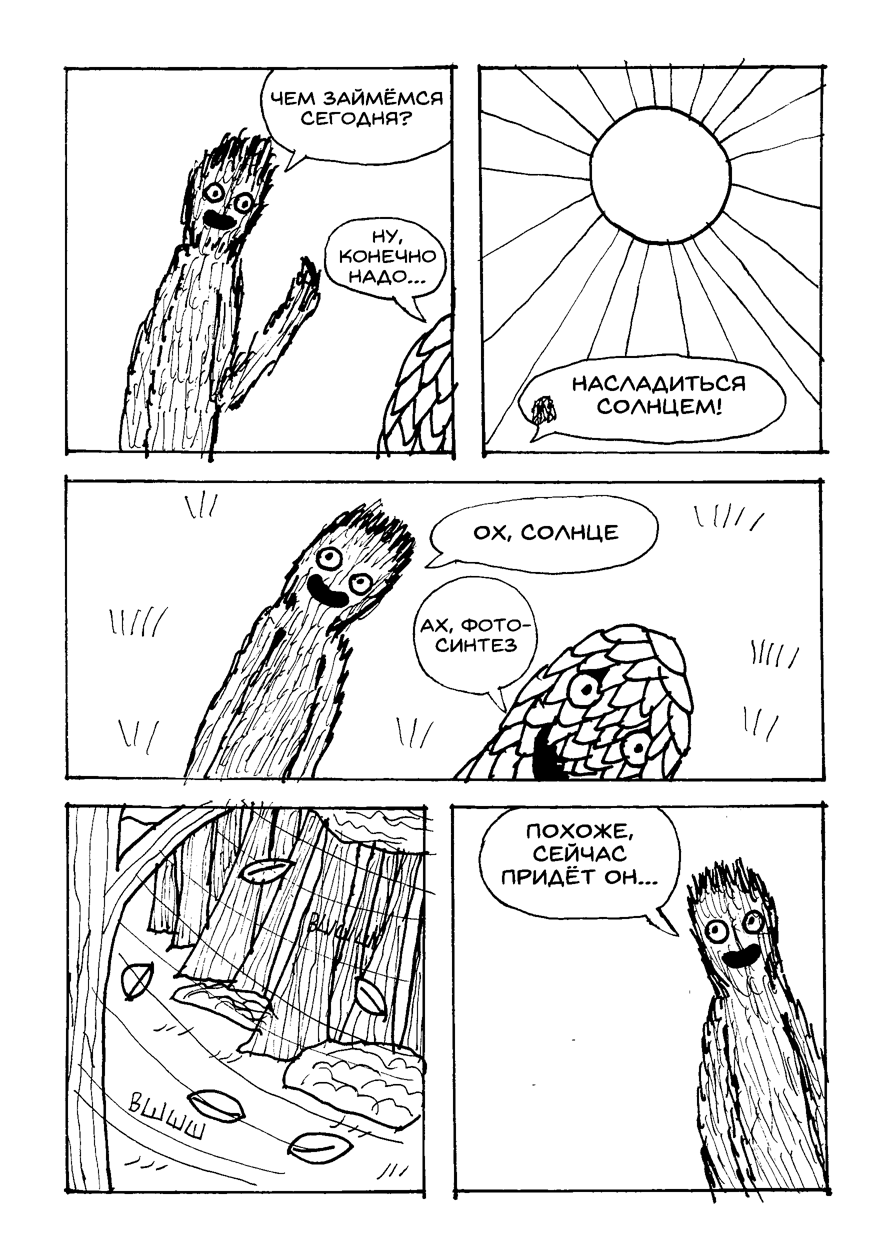 ЧЕМ ЗАЙМЁМСЯ
СЕГОДНЯ?
НУ,
КОНЕЧНО
НАДО...
НАСЛАДИТЬСЯ
СОЛНЦЕМ!
ОХ, СОЛНЦЕ
АХ, ФОТО-
СИНТЕЗ
ВШШШ
ВШШШ
ПОХОЖЕ,
СЕЙЧАС
ПРИДЁТ ОН...